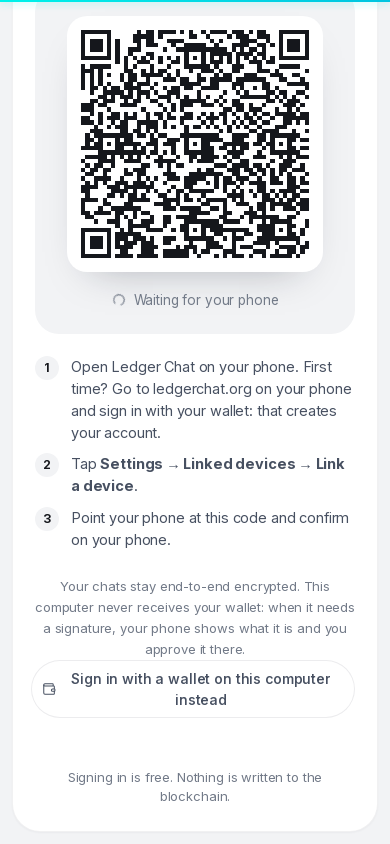 Waiting for your phone
1 Open Ledger Chat on your phone. First
time? Go to ledgerchat.org on your phone
and sign in with your wallet: that creates
your account.
2 Tap Settings → Linked devices → Link
a device.
3 Point your phone at this code and confirm
on your phone.
Your chats stay end-to-end encrypted. This
computer never receives your wallet: when it needs
a signature, your phone shows what it is and you
approve it there.
Sign in with a wallet on this computer
instead
Signing in is free. Nothing is written to the
blockchain.